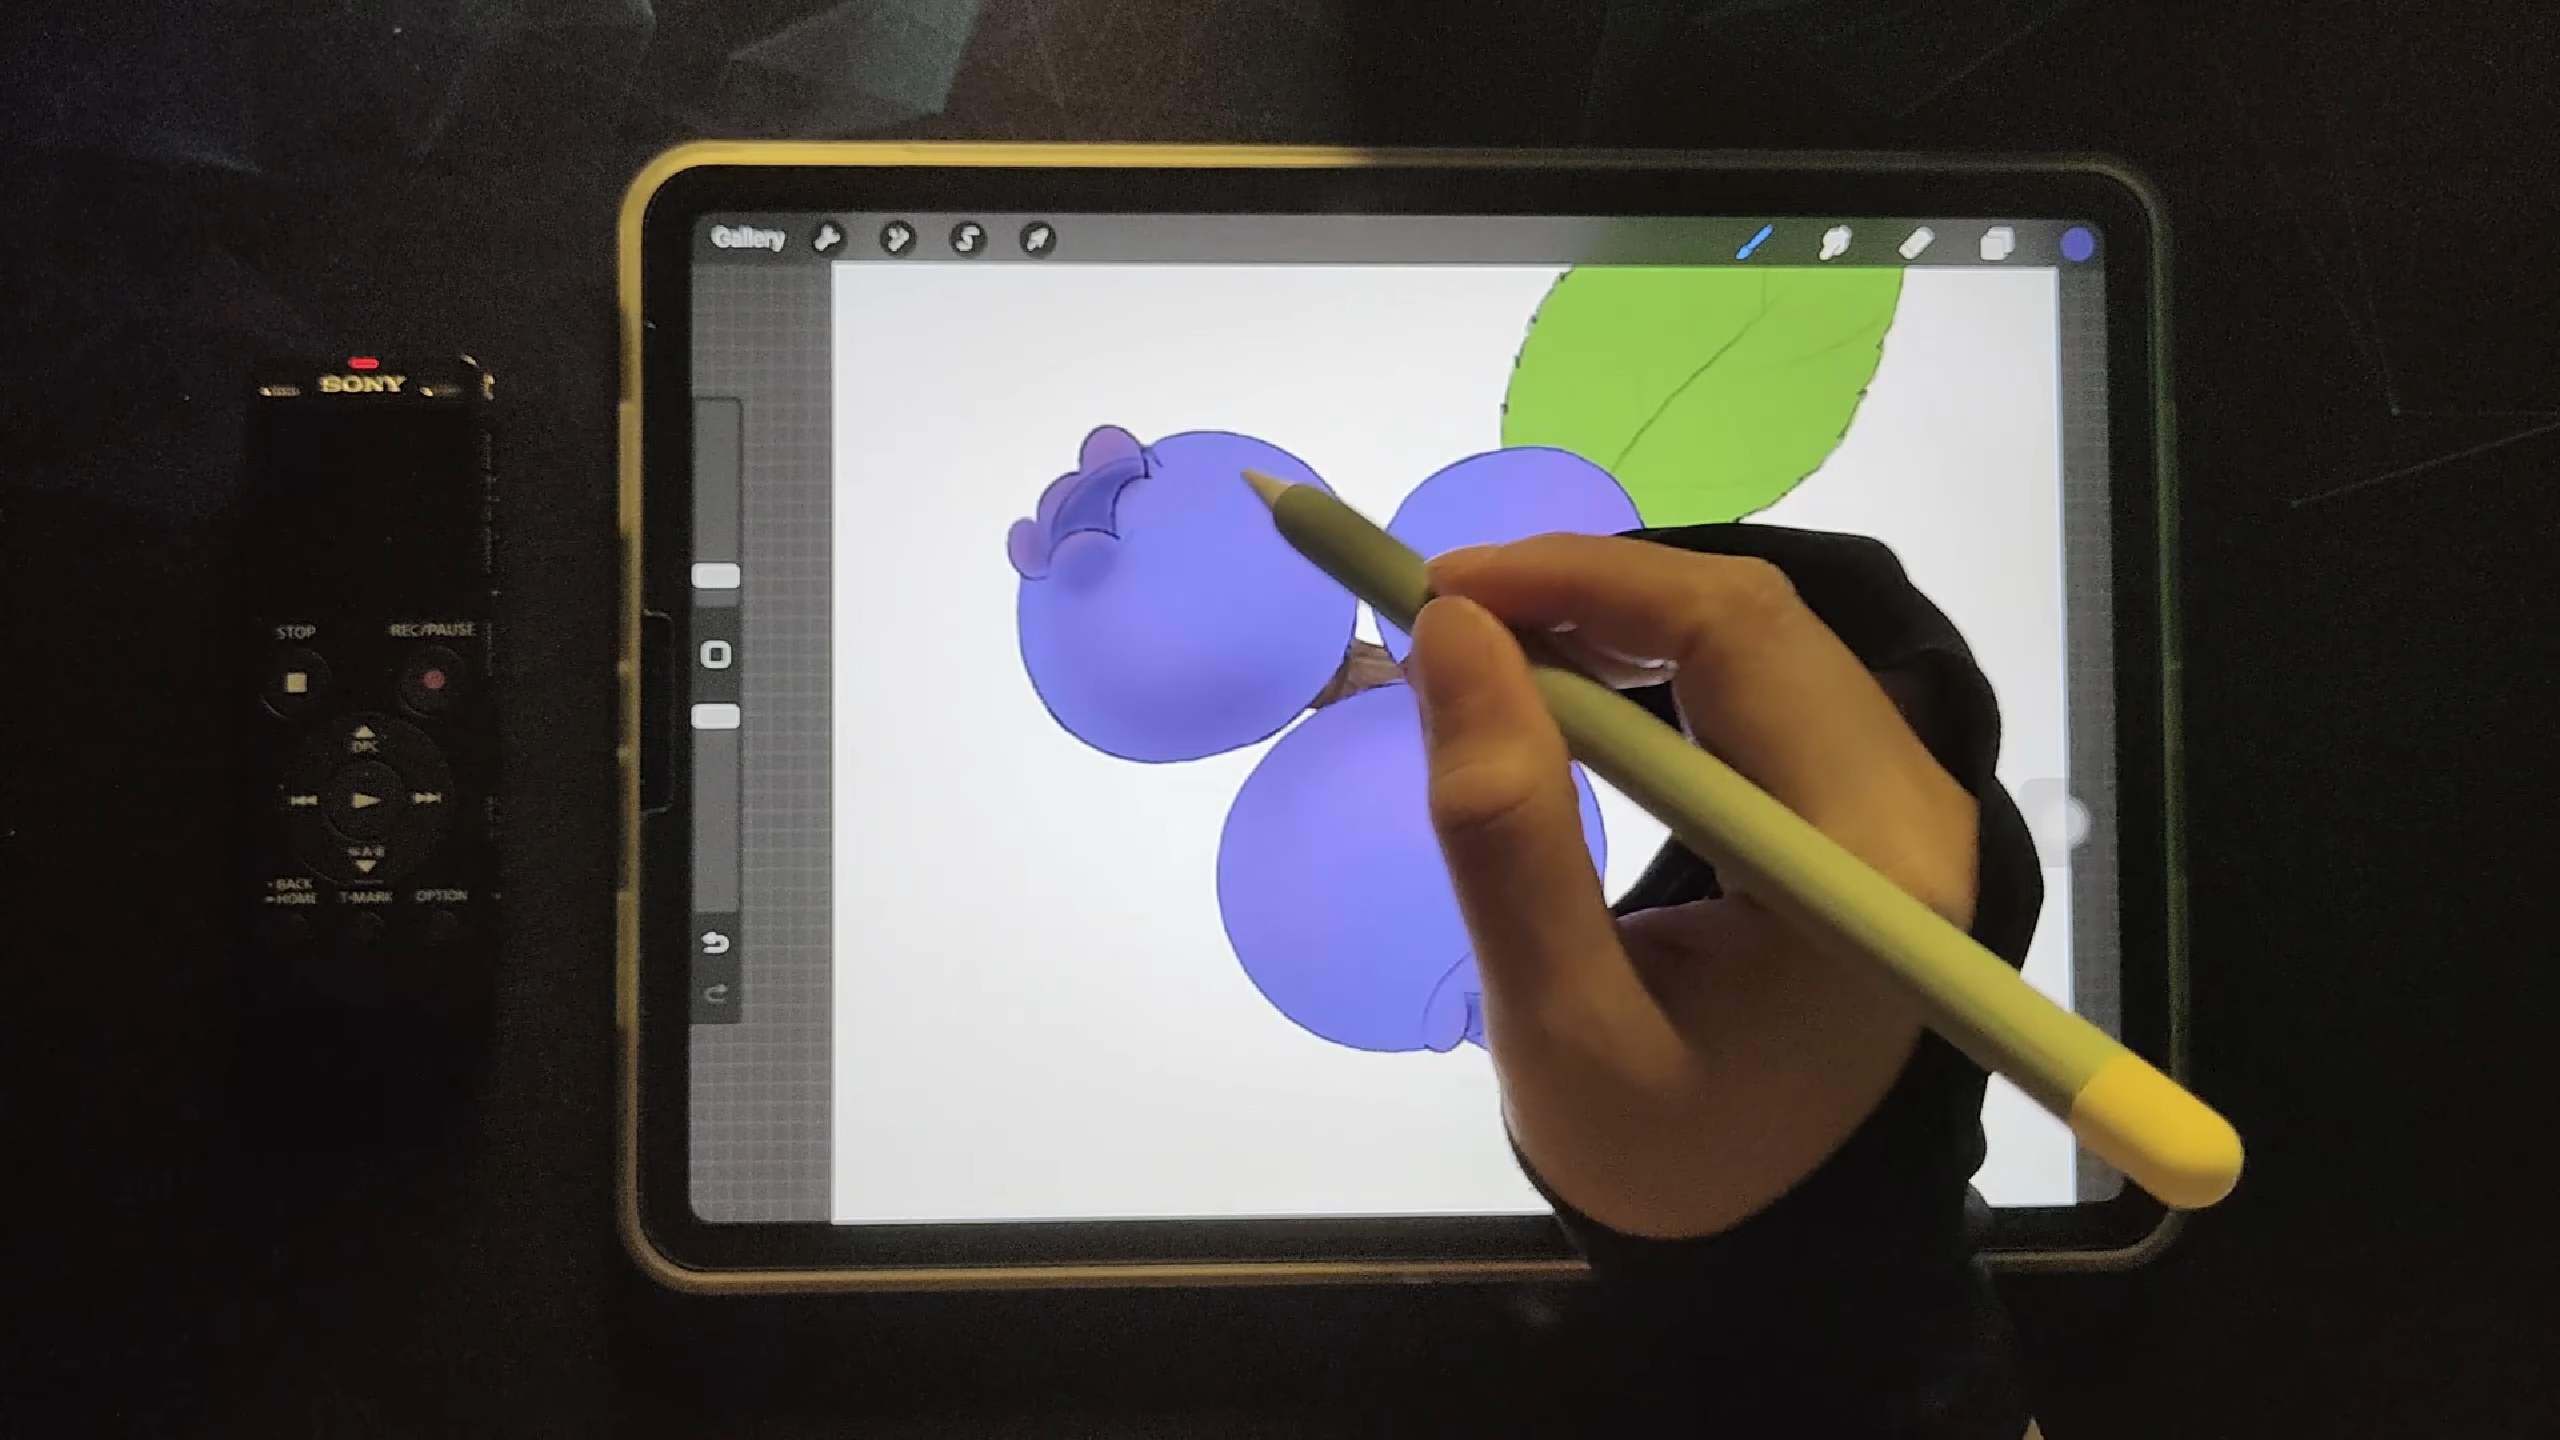 Gallery
SONY
STOP REC/PAUSE
DPC
A-B
BACK
HOME T-MARK OPTION